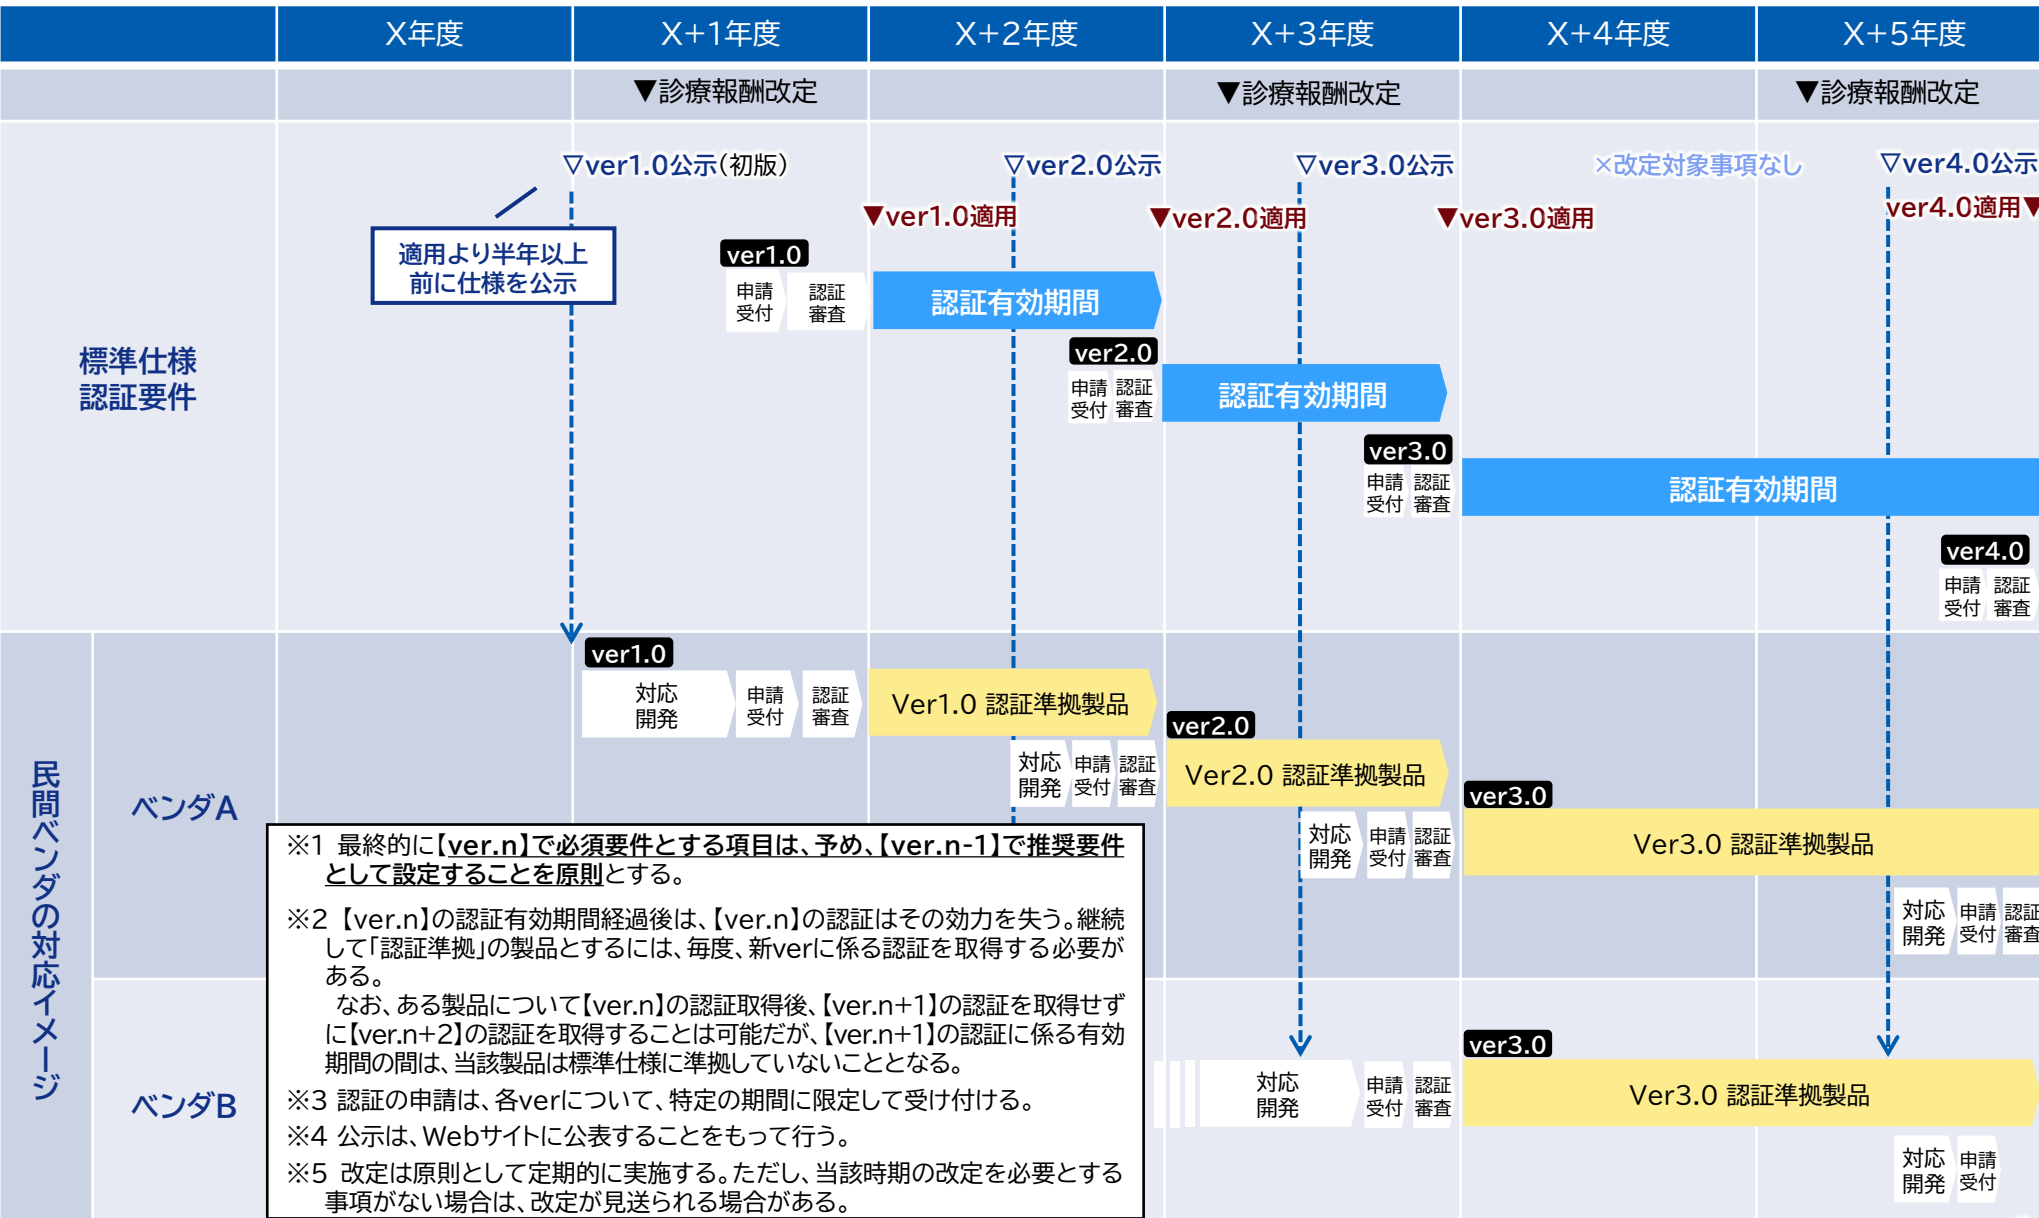 X年度
X+1年度
X+2年度
X+3年度
X+4年度
X+5年度
▼診療報酬改定
▼診療報酬改定
▼診療報酬改定
標準仕様
認証要件
▽ver1.0公示(初版)
▽ver2.0公示
▽ver3.0公示
×改定対象事項なし
▽ver4.0公示
▼ver1.0適用
▼ver2.0適用
▼ver3.0適用
ver4.0適用▼
適用より半年以上
前に仕様を公示
ver1.0
申請
受付
認証
審査
認証有効期間
ver2.0
申請
受付
認証
審査
認証有効期間
ver3.0
申請
受付
認証
審査
認証有効期間
ver4.0
申請
受付
認証
審査
民間ベンダの対応イメージ
ベンダA
ver1.0
対応
開発
申請
受付
認証
審査
Ver1.0 認証準拠製品
ver2.0
対応
開発
申請
受付
認証
審査
Ver2.0 認証準拠製品
ver3.0
対応
開発
申請
受付
認証
審査
Ver3.0 認証準拠製品
対応
開発
申請
受付
認証
審査
ベンダB
ver3.0
対応
開発
申請
受付
認証
審査
Ver3.0 認証準拠製品
対応
開発
申請
受付
※1 最終的に【ver.n】で必須要件とする項目は、予め、【ver.n-1】で推奨要件
として設定することを原則とする。
※2 【ver.n】の認証有効期間経過後は、【ver.n】の認証はその効力を失う。継続
して「認証準拠」の製品とするには、毎度、新verに係る認証を取得する必要が
ある。
なお、ある製品について【ver.n】の認証取得後、【ver.n+1】の認証を取得せず
に【ver.n+2】の認証を取得することは可能だが、【ver.n+1】の認証に係る有効
期間の間は、当該製品は標準仕様に準拠していないこととなる。
※3 認証の申請は、各verについて、特定の期間に限定して受け付ける。
※4 公示は、Webサイトに公表することをもって行う。
※5 改定は原則として定期的に実施する。ただし、当該時期の改定を必要とする
事項がない場合は、改定が見送られる場合がある。